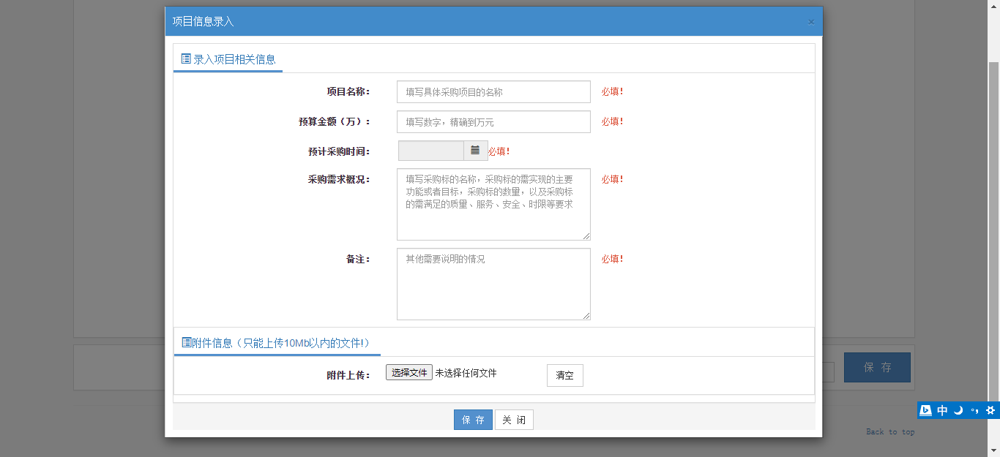 项目信息录入
×
录入项目相关信息
项目名称： 填写具体采购项目的名称 必填！
预算金额（万）： 填写数字，精确到万元 必填！
预计采购时间： 必填！
采购需求概况： 填写采购标的名称，采购标的需实现的主要 必填！
功能或者目标，采购标的数量，以及采购标
的需满足的质量、服务、安全、时限等要求
备注： 其他需要说明的情况 必填！
附件信息（只能上传10Mb以内的文件!）
附件上传： 选择文件 未选择任何文件 清空
保 存
保 存 关 闭
中
Back to top